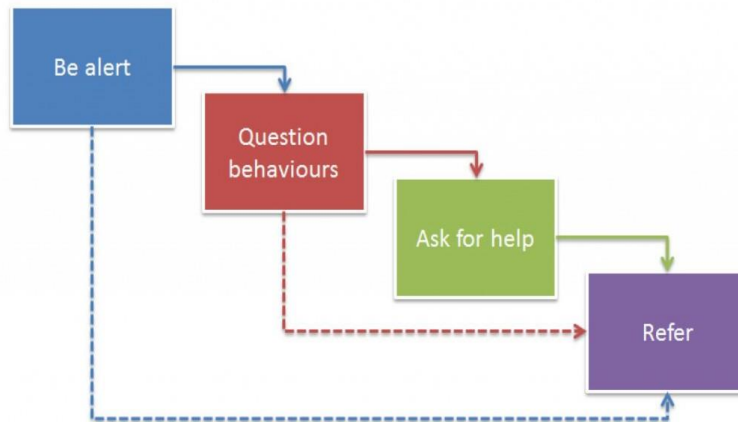 Be alert
Question
behaviours
Ask for help
Refer